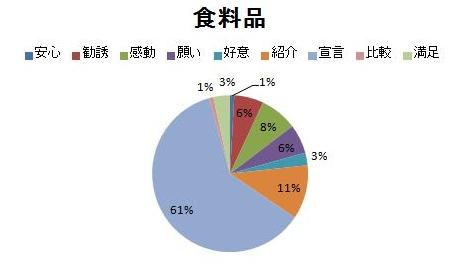 食料品
安心 勧誘 感動 願い 好意 紹介 宣言 比較 満足
1% 3% 1%
6%
8%
6%
3%
11%
61%